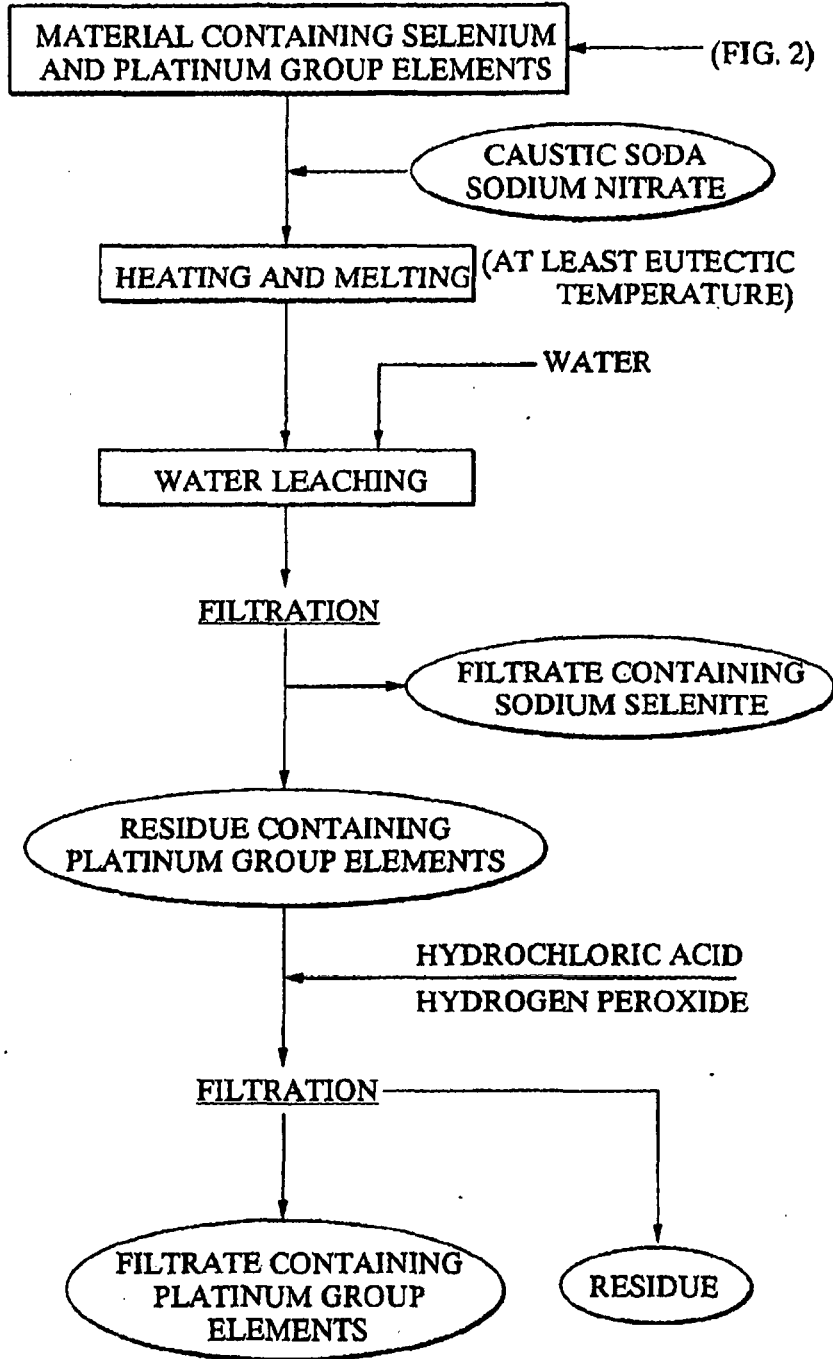 MATERIAL CONTAINING SELENIUM
AND PLATINUM GROUP ELEMENTS
(FIG. 2)
CAUSTIC SODA
SODIUM NITRATE
HEATING AND MELTING
(AT LEAST EUTECTIC
TEMPERATURE)
WATER
WATER LEACHING
FILTRATION
FILTRATE CONTAINING
SODIUM SELENITE
RESIDUE CONTAINING
PLATINUM GROUP ELEMENTS
HYDROCHLORIC ACID
HYDROGEN PEROXIDE
FILTRATION
FILTRATE CONTAINING
PLATINUM GROUP
ELEMENTS
RESIDUE